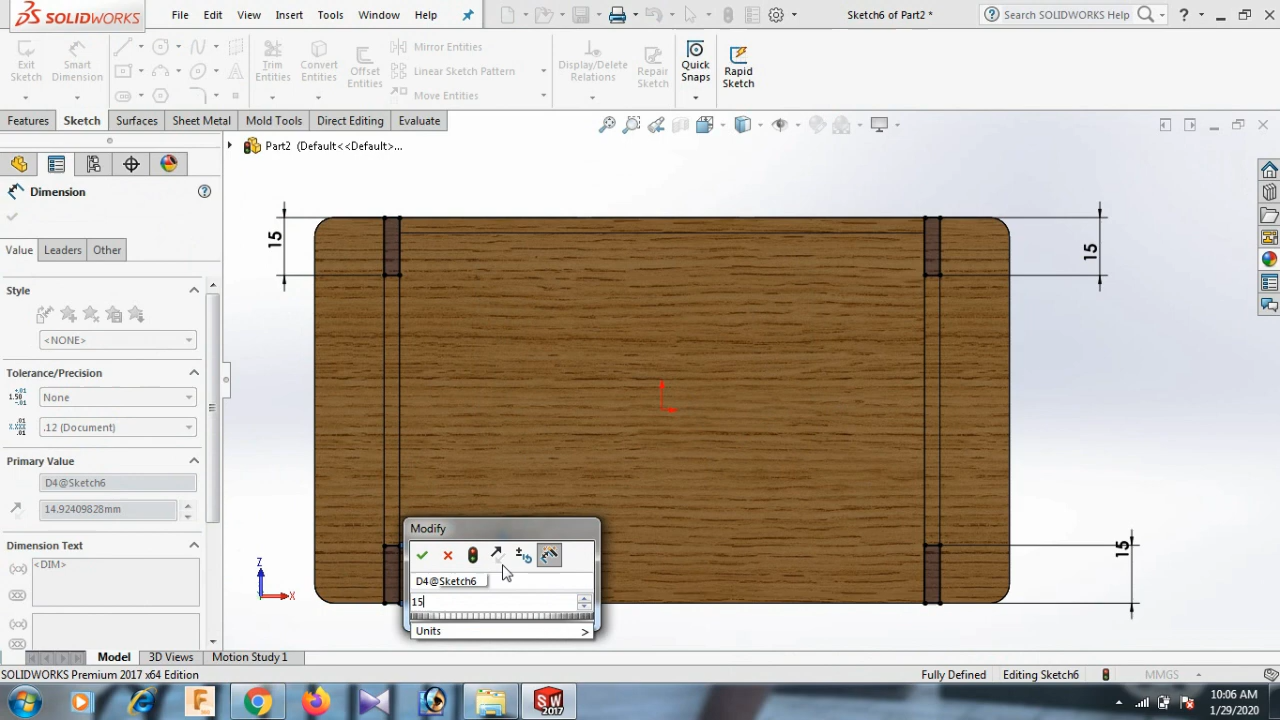 SOLIDWORKS File Edit View Insert Tools Window Help Sketch6 of Part2 * Search SOLIDWORKS Help ?
Exit Sketch
Smart Dimension
Trim Entities
Convert Entities
Offset Entities
Mirror Entities
Linear Sketch Pattern
Move Entities
Display/Delete Relations
Repair Sketch
Quick Snaps
Rapid Sketch
Features Sketch Surfaces Sheet Metal Mold Tools Direct Editing Evaluate
Part2 (Default<<Default>...
Dimension
Value Leaders Other
Style
<NONE>
Tolerance/Precision
None
.12 (Document)
Primary Value
D4@Sketch6
14.92409828mm
Dimension Text
<DIM>
15
15
15
Modify
D4@Sketch6
15
Units >
Z
X
Model 3D Views Motion Study 1
SOLIDWORKS Premium 2017 x64 Edition Fully Defined Editing Sketch6 MMGS
10:06 AM
1/29/2020